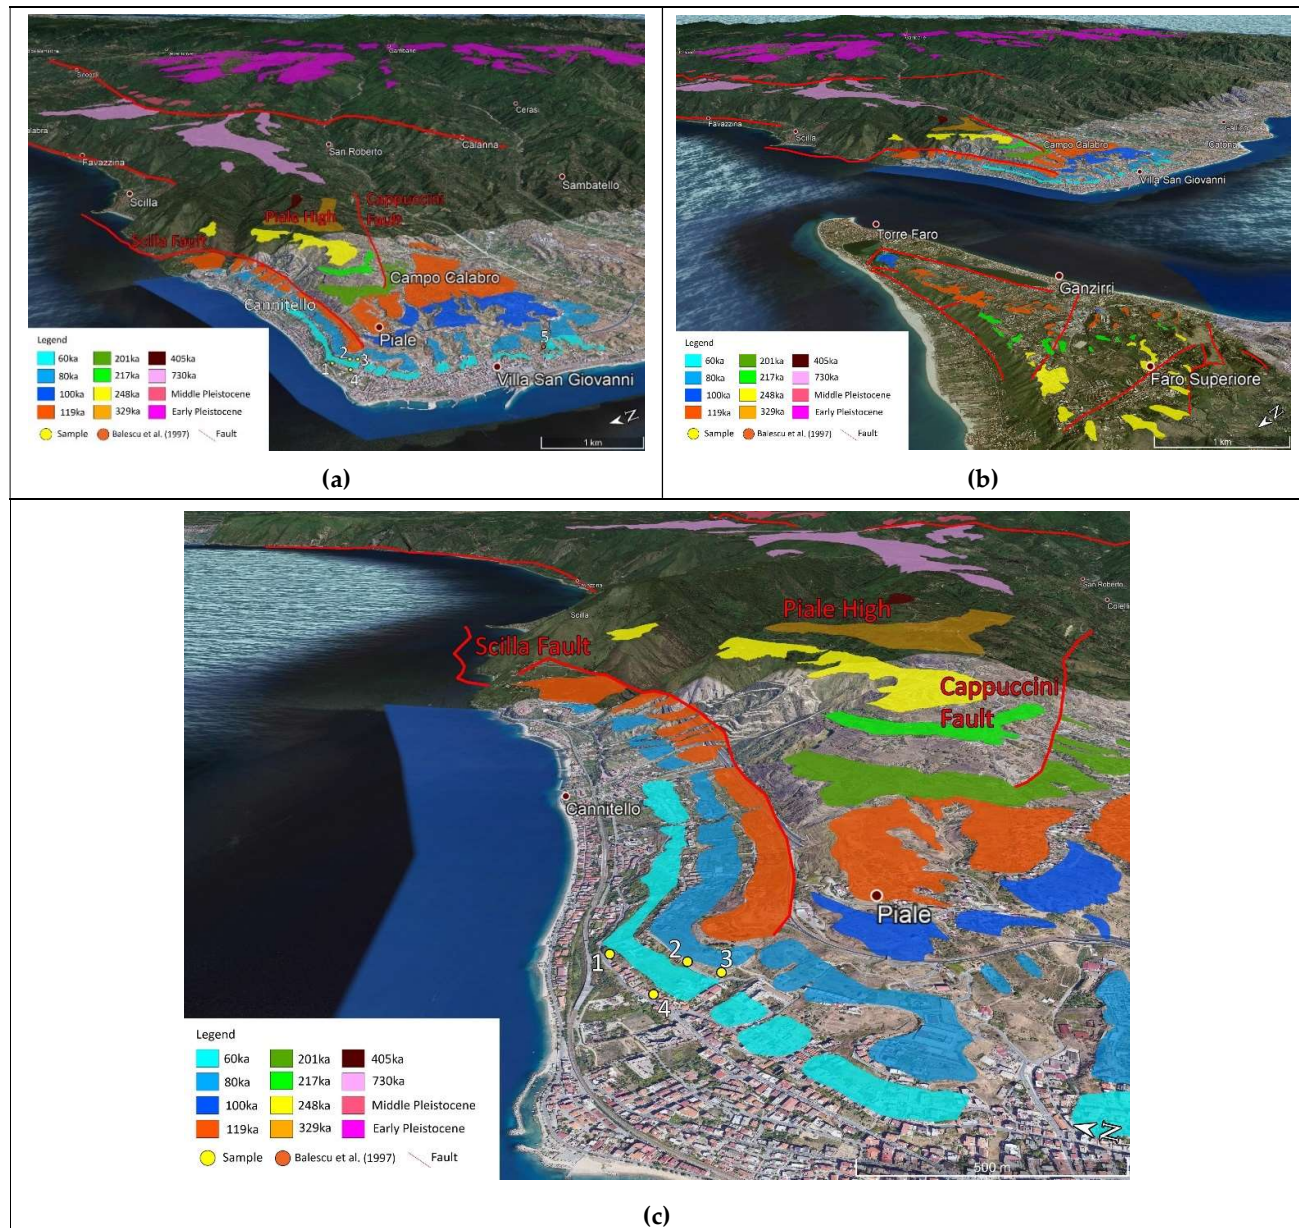 Gambarie
Sinopoli
Cerasi
San Roberto
Calanna
Favazzina
Sambatello
Scilla
Piale High
Cappuccini
Fault
Scilla Fault
Campo Calabro
Cannitello
Piale
2 3
1
4
5
Villa San Giovanni
Legend
60ka 201ka 405ka
80ka 217ka 730ka
100ka 248ka Middle Pleistocene
119ka 329ka Early Pleistocene
Sample Balescu et al. (1997) Fault
N
1 km
(a)
Favazzina
Scilla
Campo Calabro
Catona
Villa San Giovanni
Torre Faro
Ganzirri
Faro Superiore
Legend
60ka 201ka 405ka
80ka 217ka 730ka
100ka 248ka Middle Pleistocene
119ka 329ka Early Pleistocene
Sample Balescu et al. (1997) Fault
N
1 km
(b)
San Roberto
Scilla
Piale High
Scilla Fault
Cappuccini
Fault
Cannitello
Piale
1
2
3
4
Legend
60ka 201ka 405ka
80ka 217ka 730ka
100ka 248ka Middle Pleistocene
119ka 329ka Early Pleistocene
Sample Balescu et al. (1997) Fault
N
500 m
(c)